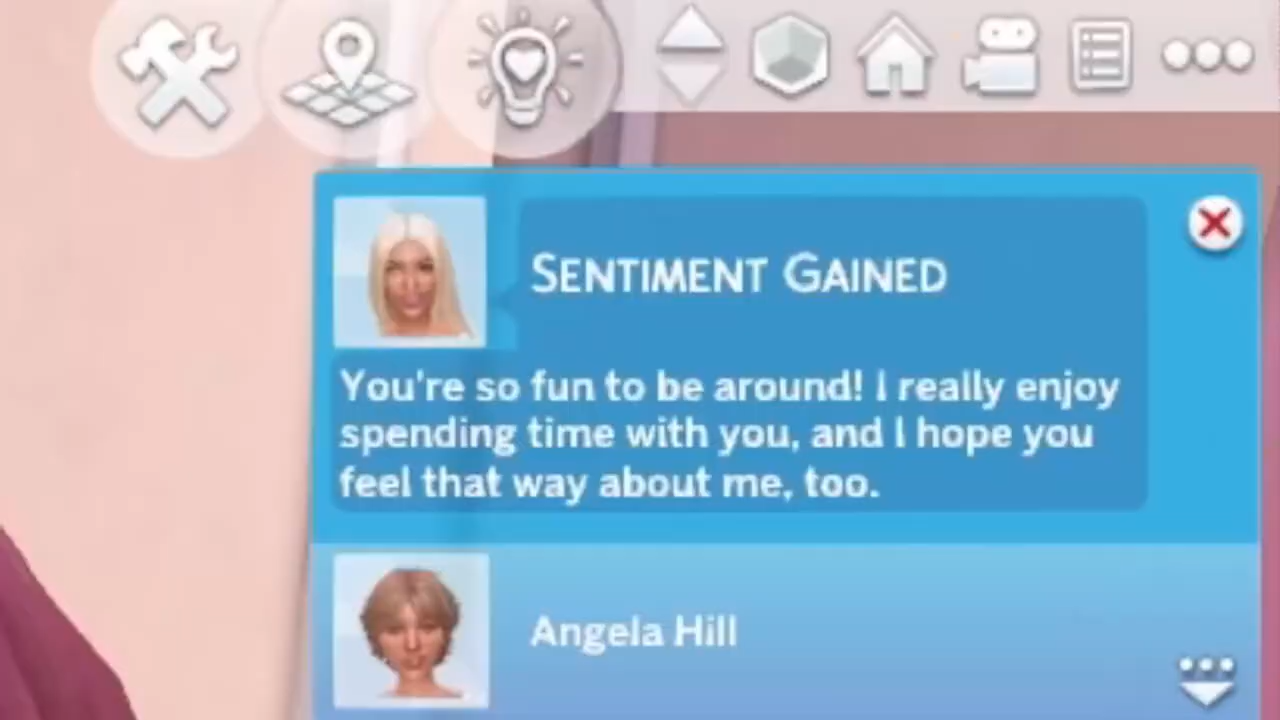 SENTIMENT GAINED
You're so fun to be around! I really enjoy
spending time with you, and I hope you
feel that way about me, too.
Angela Hill